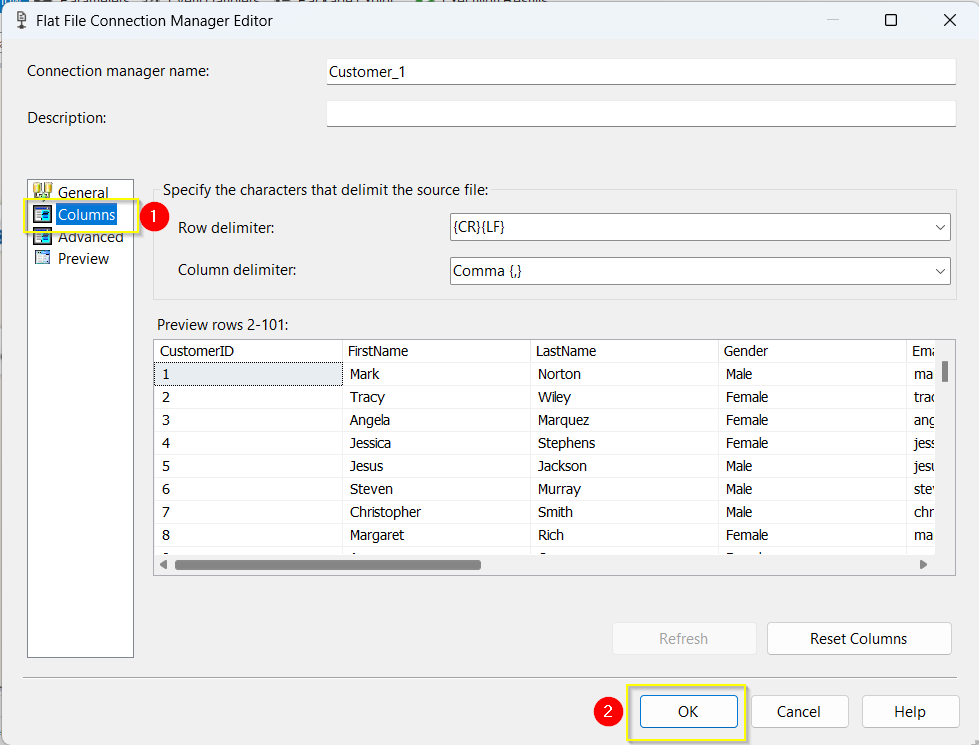 Flat File Connection Manager Editor
Connection manager name: Customer_1
Description:
General
Columns
Advanced
Preview
1
Specify the characters that delimit the source file:
Row delimiter: {CR}{LF}
Column delimiter: Comma {,}
Preview rows 2-101:
CustomerID FirstName LastName Gender Ema
1 Mark Norton Male ma
2 Tracy Wiley Female trac
3 Angela Marquez Female ang
4 Jessica Stephens Female jess
5 Jesus Jackson Male jesu
6 Steven Murray Male stev
7 Christopher Smith Male chr
8 Margaret Rich Female ma
Refresh Reset Columns
2 OK Cancel Help